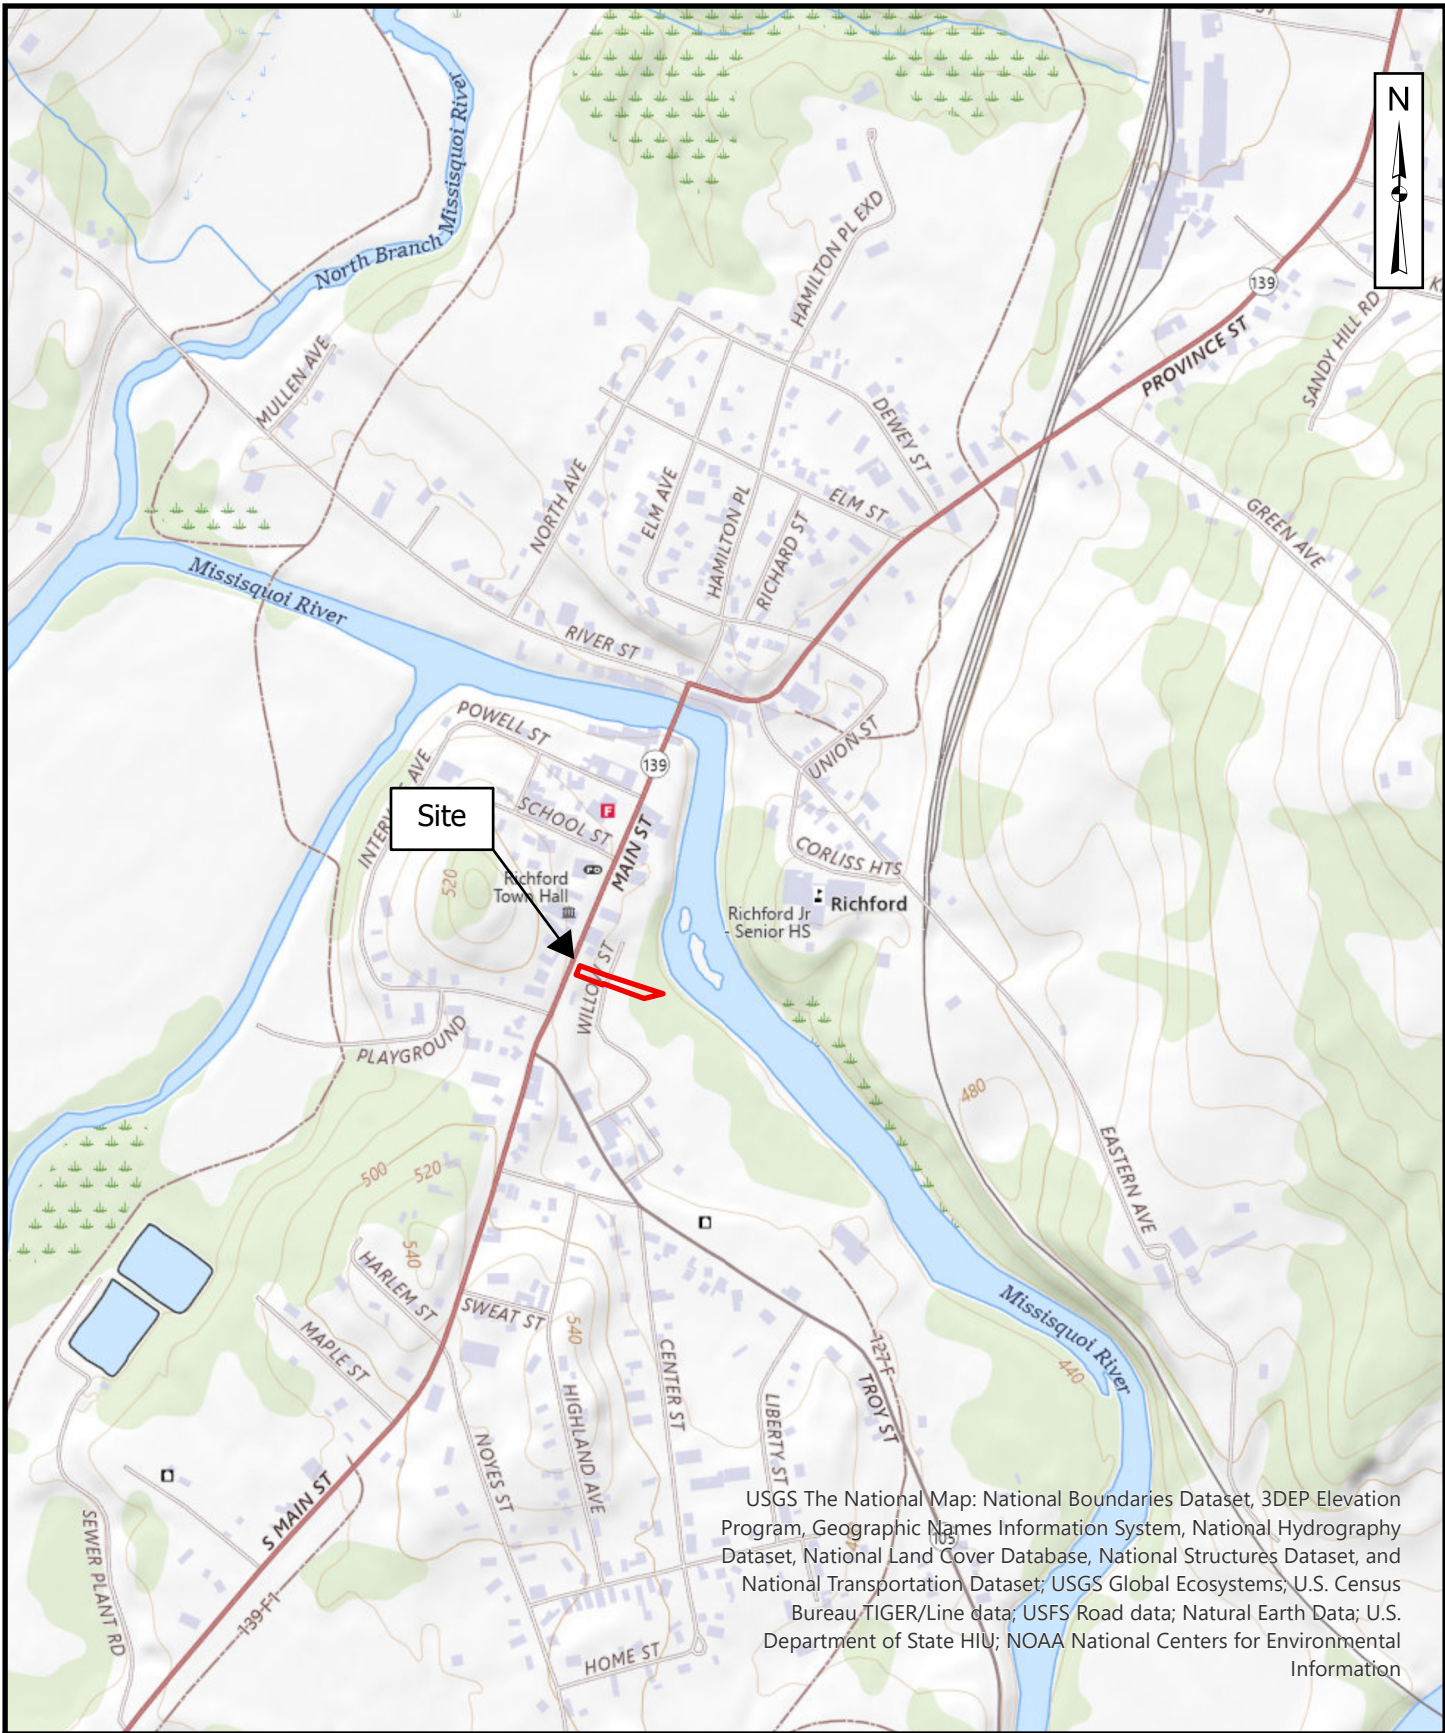 N
North Branch Missisquoi River
HAMILTON PL EXD
139
PROVINCE ST
SANDY HILL RD
MULLEN AVE
DEWEY ST
NORTH AVE
ELM AVE
HAMILTON PL
RICHARD ST
ELM ST
GREEN AVE
Missisquoi River
RIVER ST
POWELL ST
UNION ST
139
AVE
Site
SCHOOL ST
F
MAIN ST
PO
CORLISS HTS
520
Richford
Town Hall
Richford Jr
- Senior HS
Richford
WILLOW ST
PLAYGROUND
480
EASTERN AVE
500
520
540
HARLEM ST
SWEAT ST
MAPLE ST
540
CENTER ST
Missisquoi River
440
127-F
TROY ST
HIGHLAND AVE
LIBERTY ST
NOYES ST
S MAIN ST
SEWER PLANT RD
139-F-1
105
HOME ST
USGS The National Map: National Boundaries Dataset, 3DEP Elevation
Program, Geographic Names Information System, National Hydrography
Dataset, National Land Cover Database, National Structures Dataset, and
National Transportation Dataset; USGS Global Ecosystems; U.S. Census
Bureau TIGER/Line data; USFS Road data; Natural Earth Data; U.S.
Department of State HIU; NOAA National Centers for Environmental
Information